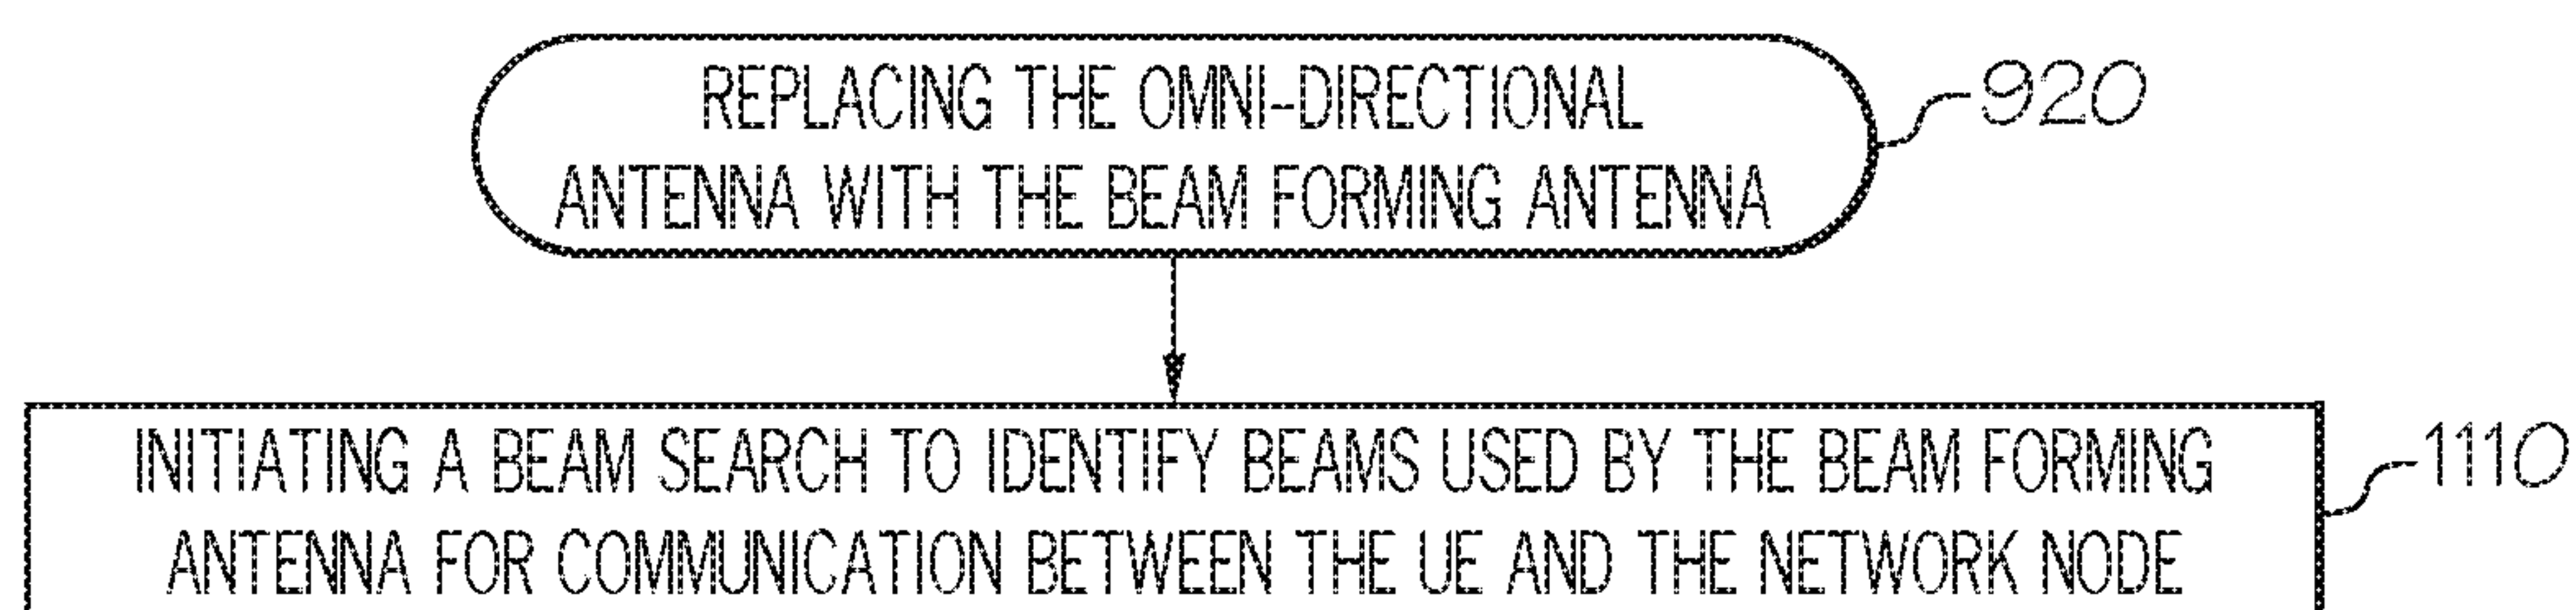 REPLACING THE OMNI-DIRECTIONAL
ANTENNA WITH THE BEAM FORMING ANTENNA
920
INITIATING A BEAM SEARCH TO IDENTIFY BEAMS USED BY THE BEAM FORMING
ANTENNA FOR COMMUNICATION BETWEEN THE UE AND THE NETWORK NODE
1110